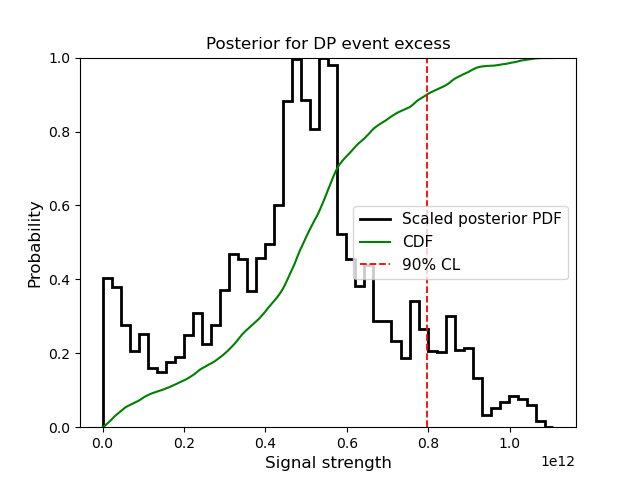 Posterior for DP event excess
1.0
0.8
0.6
0.4
0.2
0.0
Probability
Scaled posterior PDF
CDF
90% CL
0.0 0.2 0.4 0.6 0.8 1.0
1e12
Signal strength